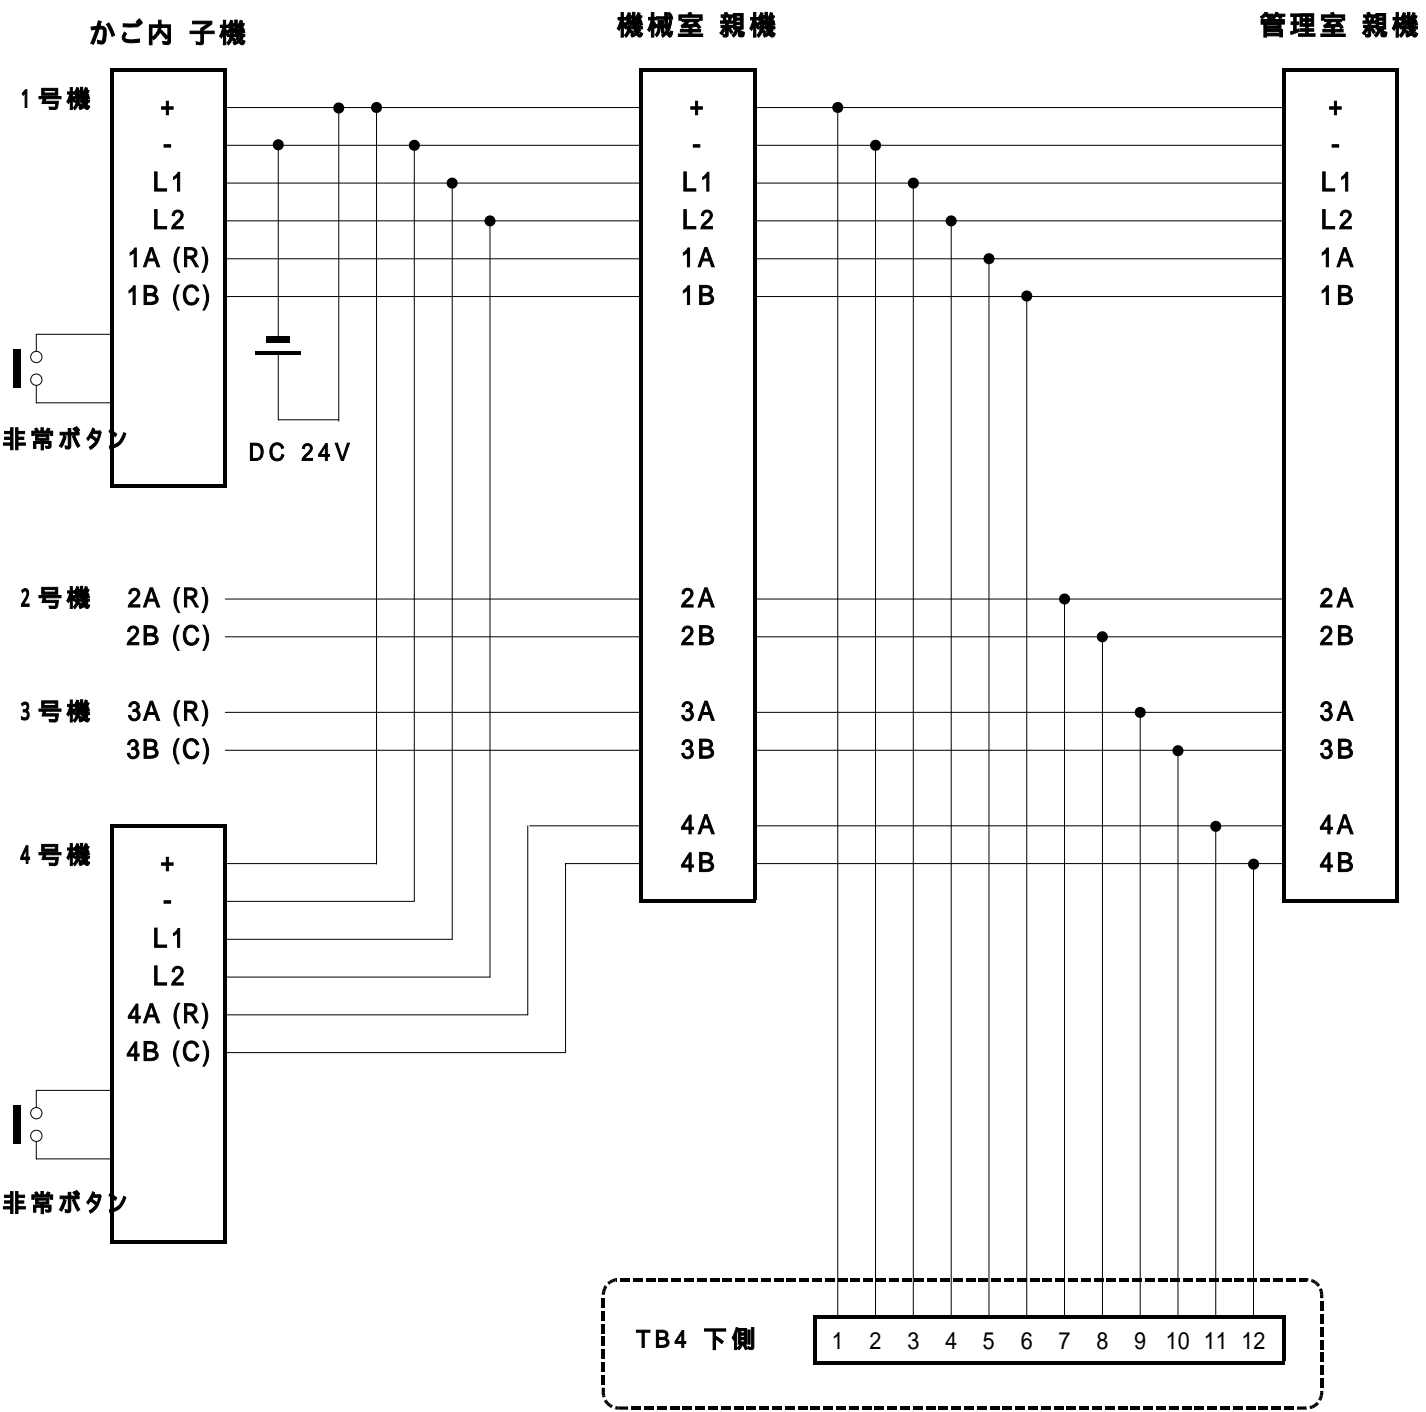 かご内 子機
機械室 親機
管理室 親機
1号機
+
-
L1
L2
1A (R)
1B (C)
非常ボタン
DC 24V
2号機
2A (R)
2B (C)
3号機
3A (R)
3B (C)
4号機
+
-
L1
L2
4A (R)
4B (C)
非常ボタン
+
-
L1
L2
1A
1B
2A
2B
3A
3B
4A
4B
+
-
L1
L2
1A
1B
2A
2B
3A
3B
4A
4B
TB4 下側
1 2 3 4 5 6 7 8 9 10 11 12